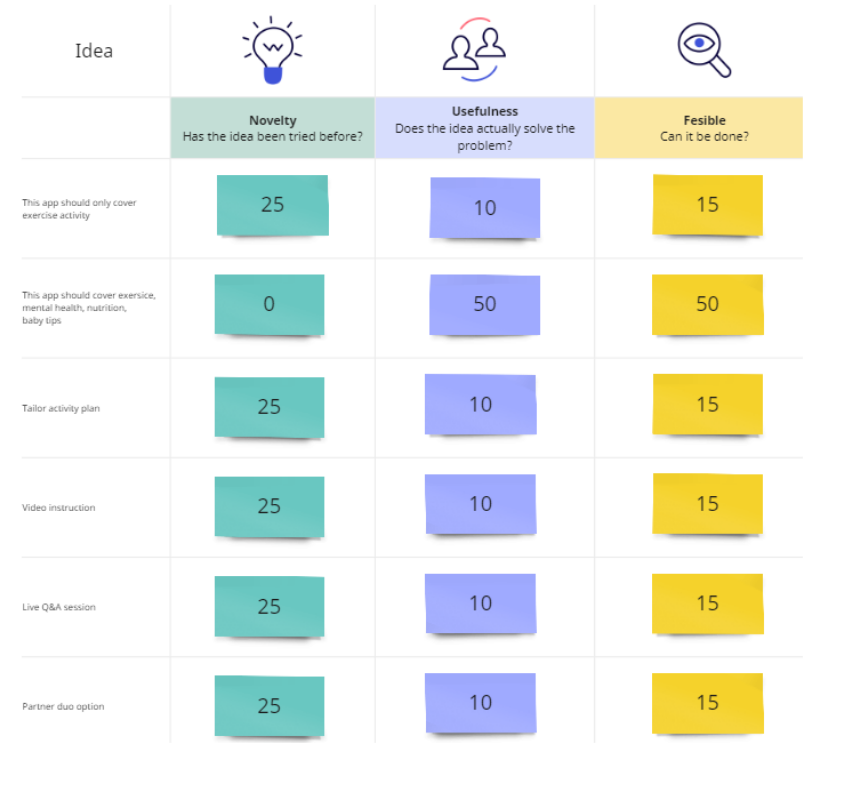 Idea
Novelty
Has the idea been tried before?
Usefulness
Does the idea actually solve the
problem?
Fesible
Can it be done?
This app should only cover
exercise activity
25
10
15
This app should cover exersice,
mental health, nutrition,
baby tips
0
50
50
Tailor activity plan
25
10
15
Video instruction
25
10
15
Live Q&A session
25
10
15
Partner duo option
25
10
15